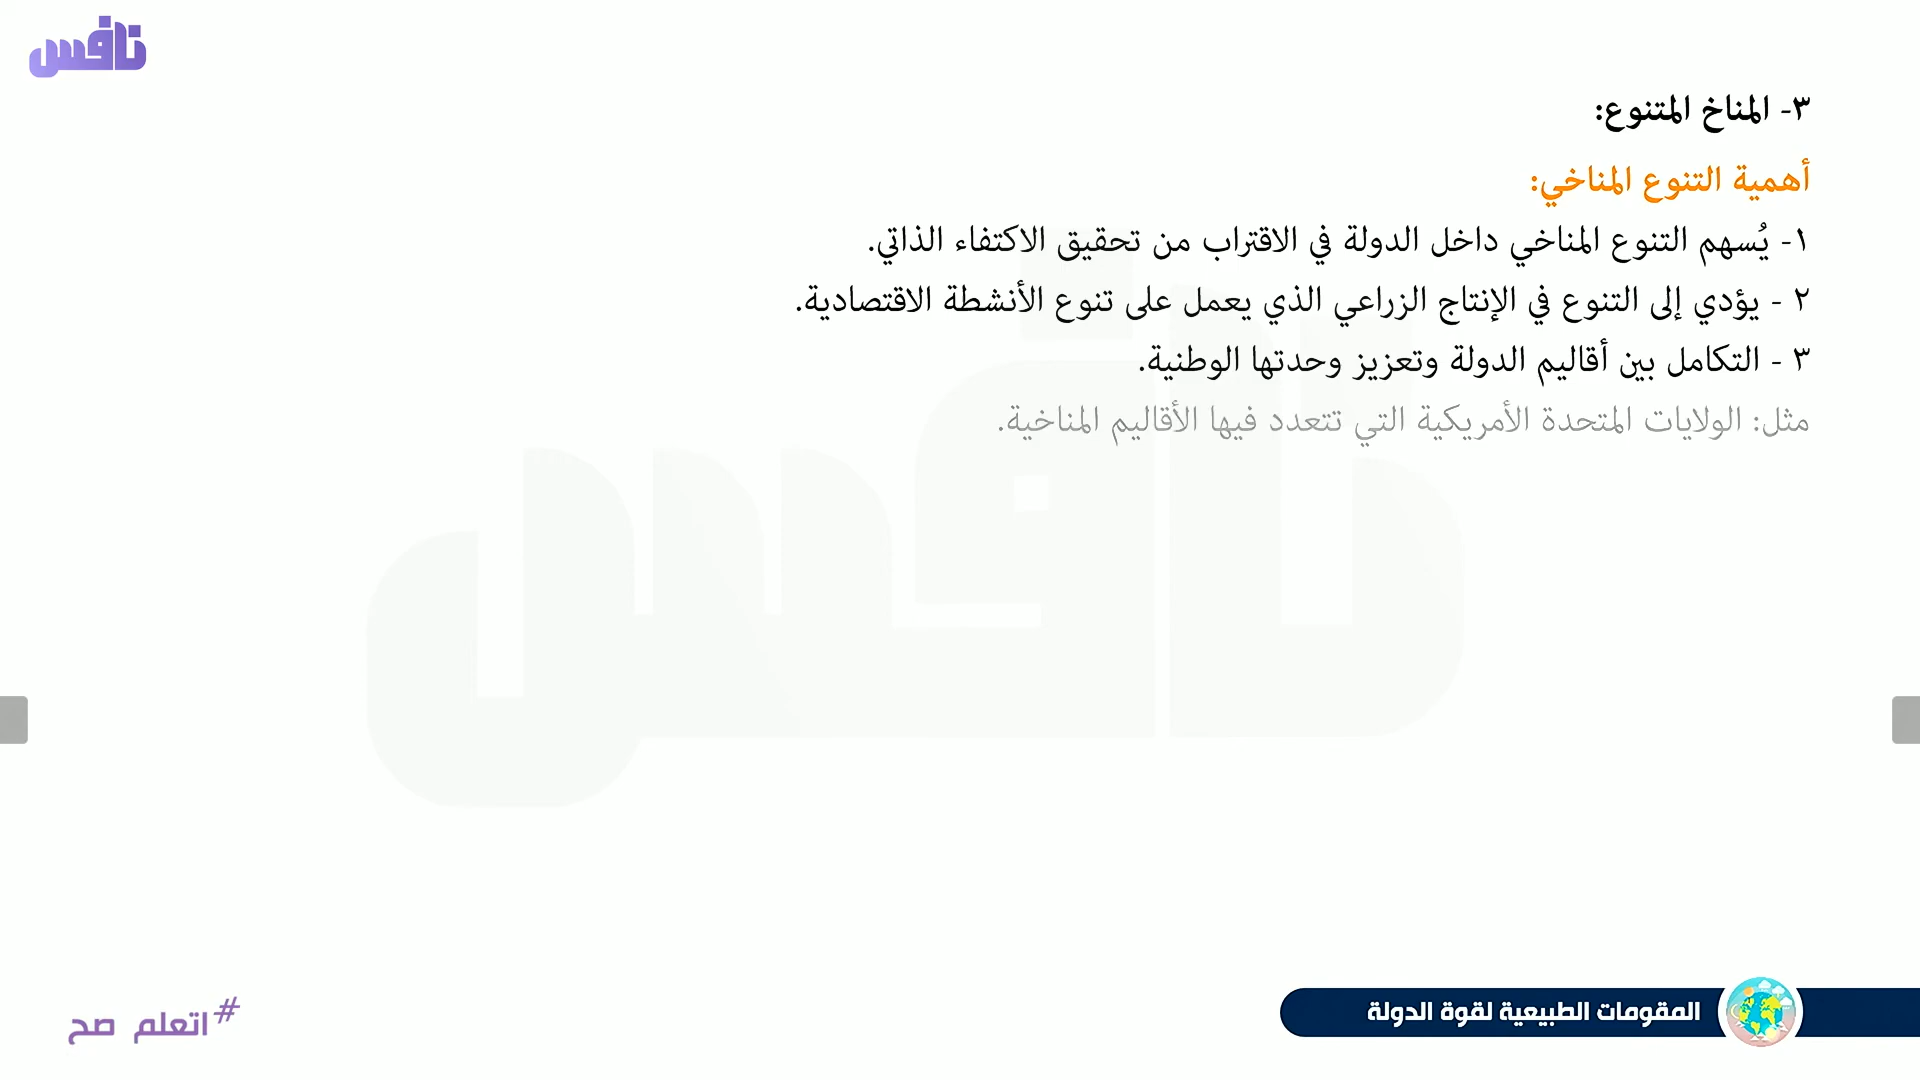 نافس
٣- المناخ المتنوع:
أهمية التنوع المناخي:
١- يُسهم التنوع المناخي داخل الدولة في الاقتراب من تحقيق الاكتفاء الذاتي.
٢ - يؤدي إلى التنوع في الإنتاج الزراعي الذي يعمل على تنوع الأنشطة الاقتصادية.
٣ - التكامل بين أقاليم الدولة وتعزيز وحدتها الوطنية.
مثل: الولايات المتحدة الأمريكية التي تتعدد فيها الأقاليم المناخية.
نافس
المقومات الطبيعية لقوة الدولة
#اتعلم صح